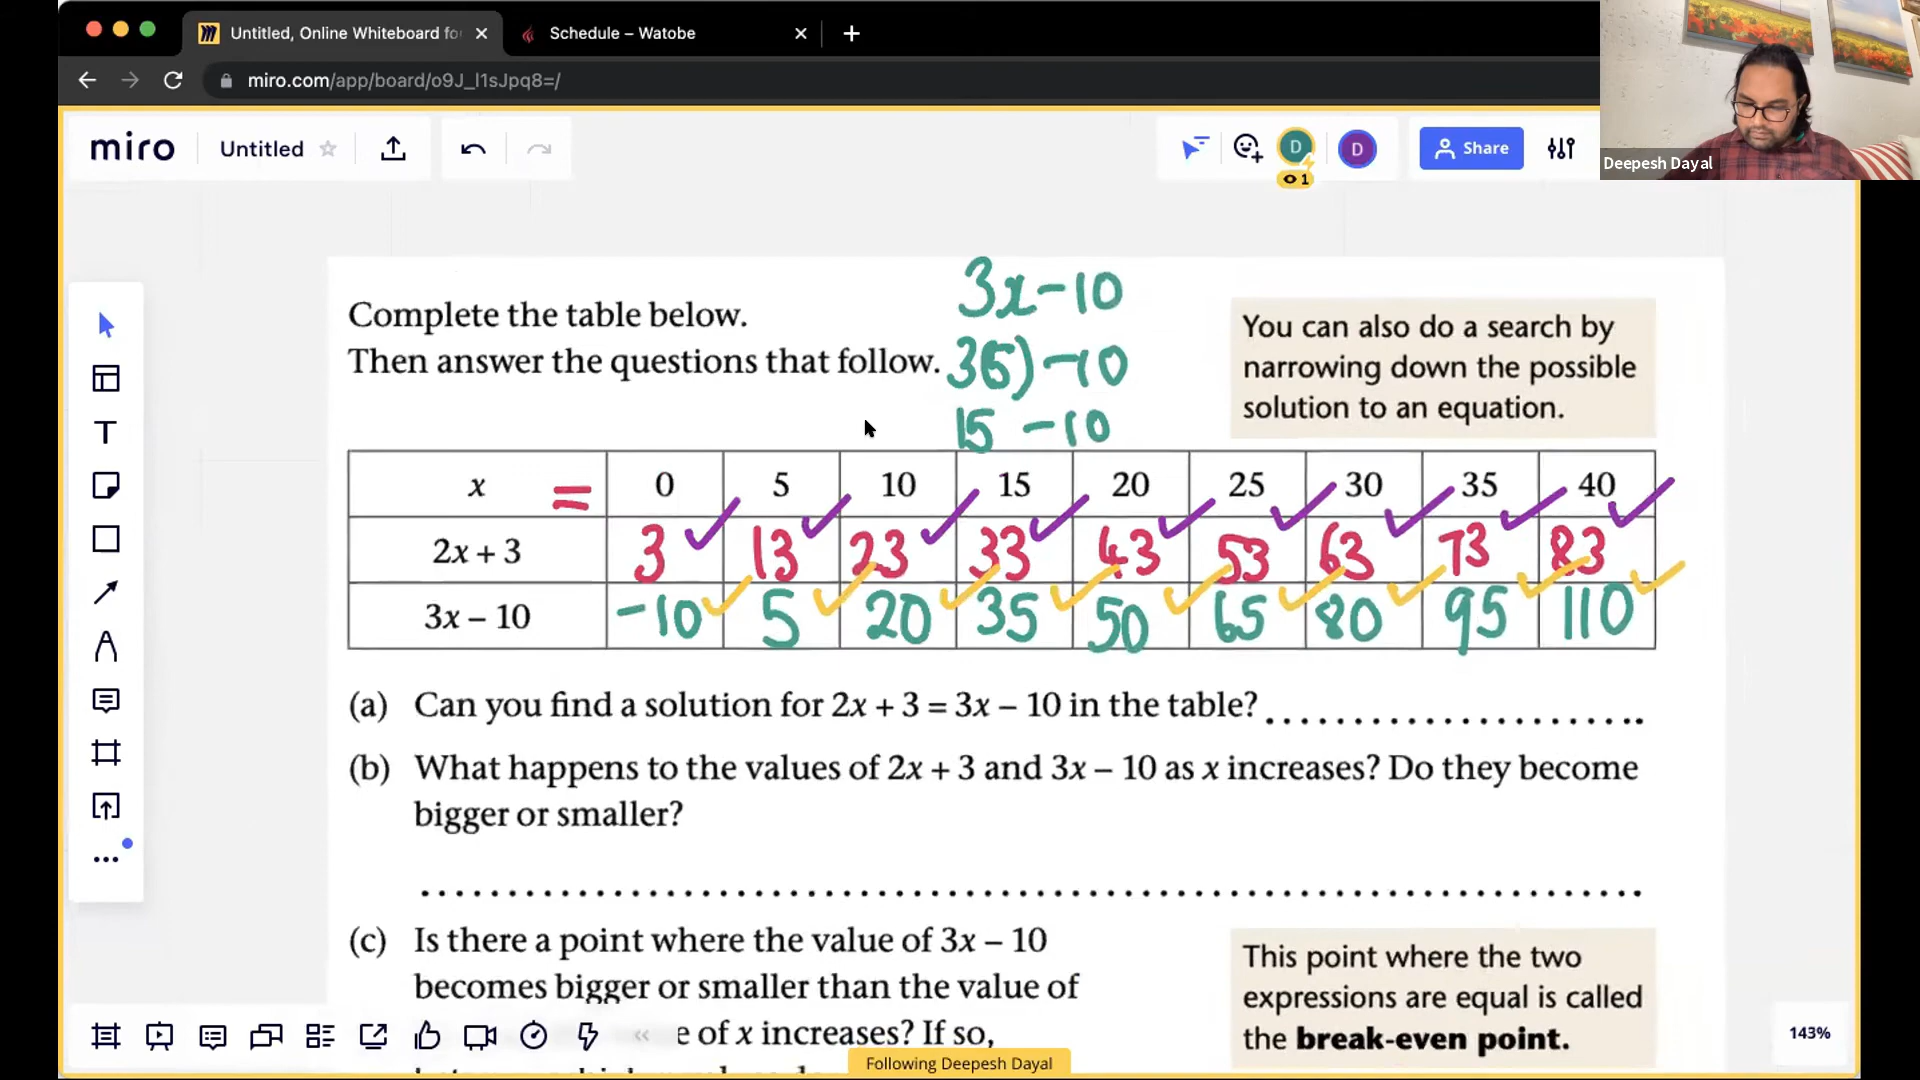 Untitled, Online Whiteboard fo
Schedule – Watobe
miro.com/app/board/o9J_l1sJpq8=/
miro
Untitled
D
D
1
Share
Deepesh Dayal
3x-10
Complete the table below.
Then answer the questions that follow.
35)-10
15 -10
You can also do a search by
narrowing down the possible
solution to an equation.
x = 0 5 10 15 20 25 30 35 40
2x + 3 3 13 23 33 43 53 63 73 83
3x – 10 -10 5 20 35 50 65 80 95 110
(a) Can you find a solution for 2x + 3 = 3x – 10 in the table?
(b) What happens to the values of 2x + 3 and 3x – 10 as x increases? Do they become
bigger or smaller?
(c) Is there a point where the value of 3x – 10
becomes bigger or smaller than the value of
e of x increases? If so,
This point where the two
expressions are equal is called
the break-even point.
143%
Following Deepesh Dayal